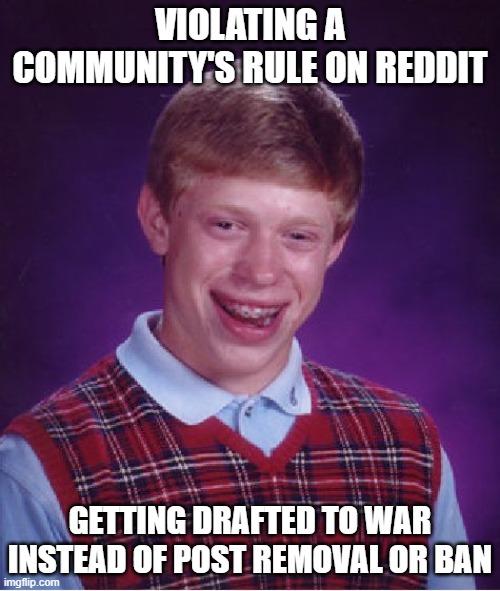 VIOLATING A
COMMUNITY'S RULE ON REDDIT
GETTING DRAFTED TO WAR
INSTEAD OF POST REMOVAL OR BAN
imgflip.com